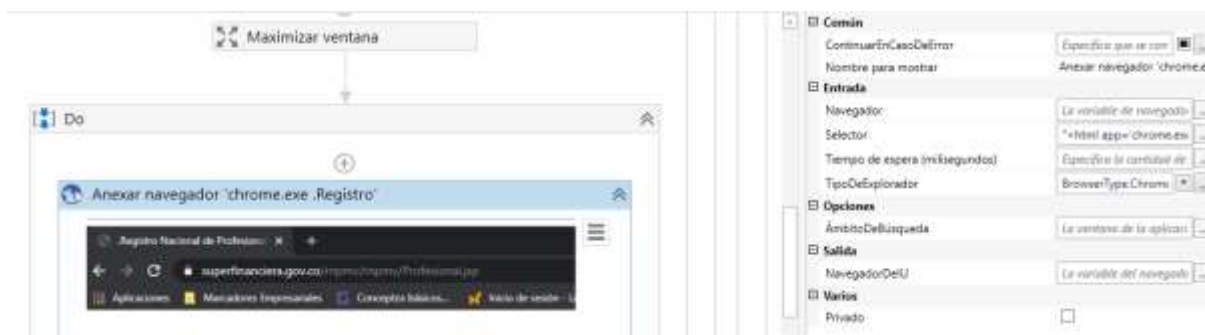 Maximizar ventana
Do
Anexar navegador 'chrome.exe .Registro'
Registro Nacional de Profesion
superfinanciera.gov.co
Aplicaciones
Marcadores Empresariales
Conceptos básicos...
Inicio de sesión
Común
ContinuarEnCasoDeError
Especifica que se con
Nombre para mostrar
Anexar navegador 'chrome.e
Entrada
Navegador
La variable de navegado
Selector
"<html app='chrome.exe
Tiempo de espera (milisegundos)
Especifica la cantidad de
TipoDeExplorador
BrowserType.Chrome
Opciones
ÁmbitoDeBúsqueda
La ventana de la aplicaci
Salida
NavegadorDeIU
La variable del navegado
Varios
Privado